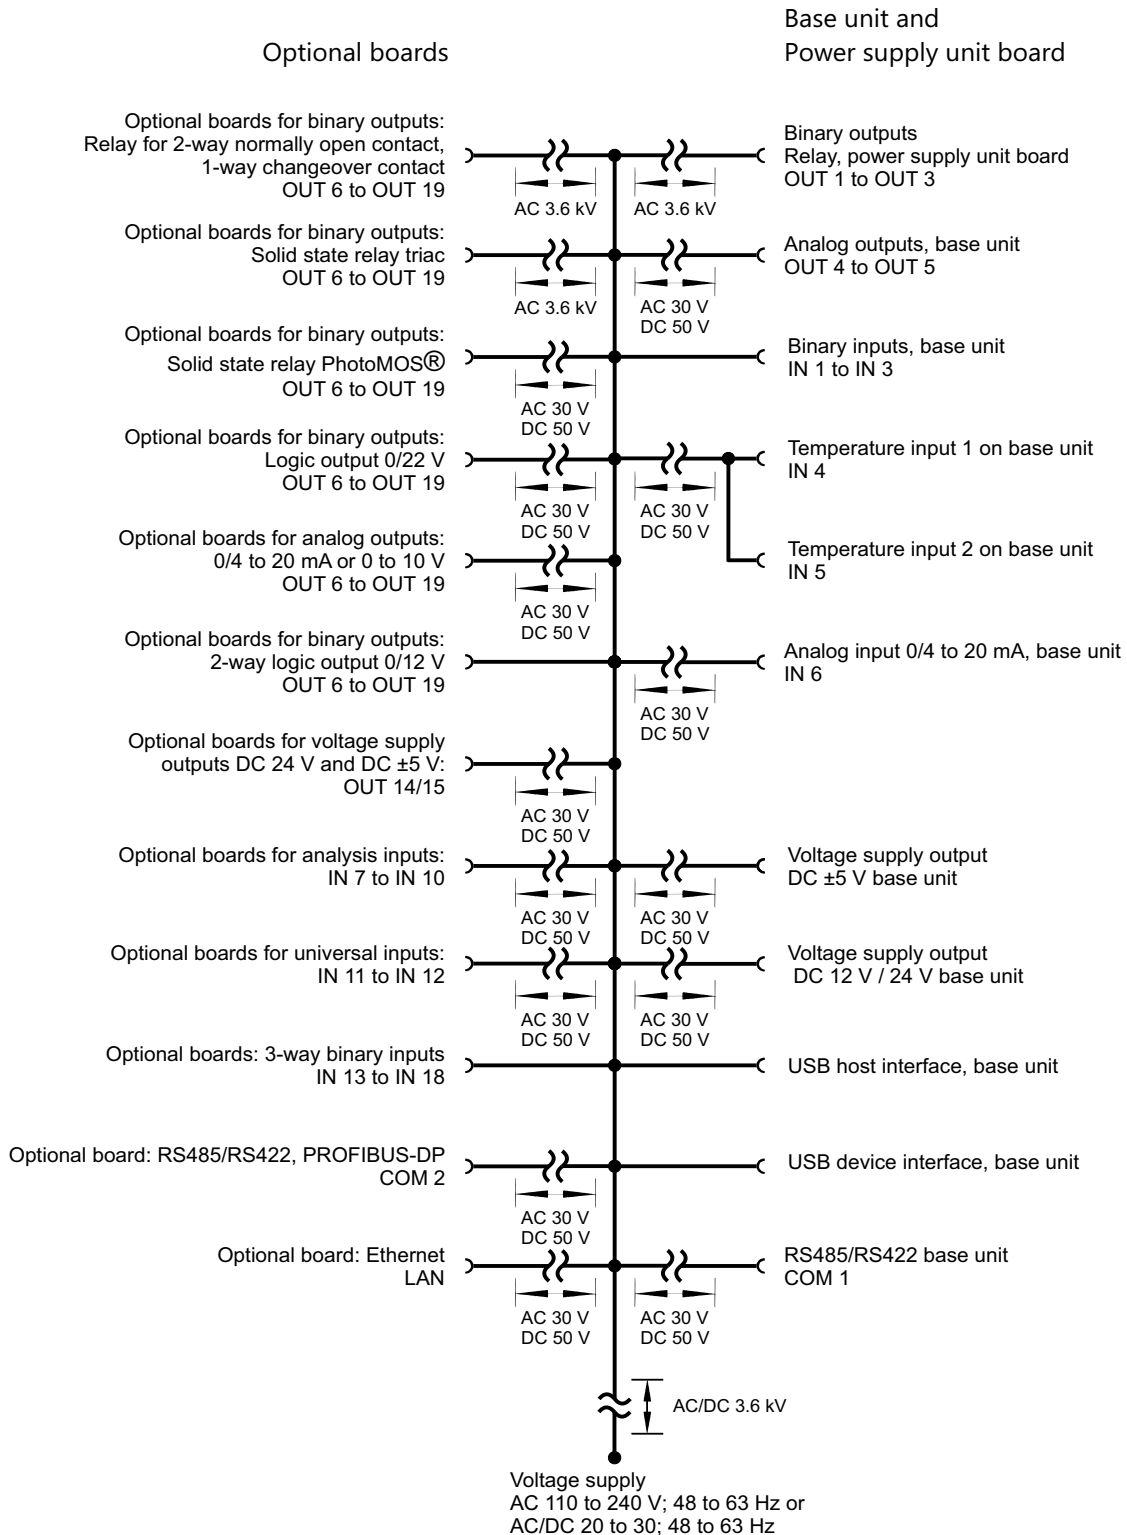 Optional boards
Base unit and
Power supply unit board
Optional boards for binary outputs:
Relay for 2-way normally open contact,
1-way changeover contact
OUT 6 to OUT 19
AC 3.6 kV
AC 3.6 kV
Binary outputs
Relay, power supply unit board
OUT 1 to OUT 3
Optional boards for binary outputs:
Solid state relay triac
OUT 6 to OUT 19
AC 3.6 kV
AC 30 V
DC 50 V
Analog outputs, base unit
OUT 4 to OUT 5
Optional boards for binary outputs:
Solid state relay PhotoMOS®
OUT 6 to OUT 19
AC 30 V
DC 50 V
Binary inputs, base unit
IN 1 to IN 3
Optional boards for binary outputs:
Logic output 0/22 V
OUT 6 to OUT 19
AC 30 V
DC 50 V
AC 30 V
DC 50 V
Temperature input 1 on base unit
IN 4
Optional boards for analog outputs:
0/4 to 20 mA or 0 to 10 V
OUT 6 to OUT 19
AC 30 V
DC 50 V
Temperature input 2 on base unit
IN 5
Optional boards for binary outputs:
2-way logic output 0/12 V
OUT 6 to OUT 19
Analog input 0/4 to 20 mA, base unit
IN 6
AC 30 V
DC 50 V
Optional boards for voltage supply
outputs DC 24 V and DC ±5 V:
OUT 14/15
AC 30 V
DC 50 V
Optional boards for analysis inputs:
IN 7 to IN 10
AC 30 V
DC 50 V
AC 30 V
DC 50 V
Voltage supply output
DC ±5 V base unit
Optional boards for universal inputs:
IN 11 to IN 12
AC 30 V
DC 50 V
AC 30 V
DC 50 V
Voltage supply output
DC 12 V / 24 V base unit
Optional boards: 3-way binary inputs
IN 13 to IN 18
USB host interface, base unit
Optional board: RS485/RS422, PROFIBUS-DP
COM 2
AC 30 V
DC 50 V
USB device interface, base unit
Optional board: Ethernet
LAN
AC 30 V
DC 50 V
AC 30 V
DC 50 V
RS485/RS422 base unit
COM 1
AC/DC 3.6 kV
Voltage supply
AC 110 to 240 V; 48 to 63 Hz or
AC/DC 20 to 30; 48 to 63 Hz